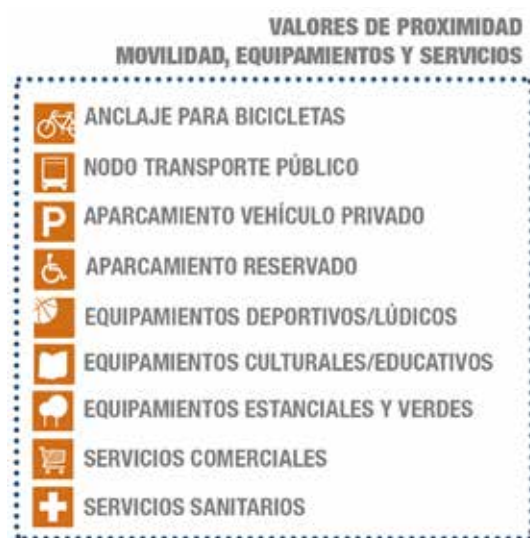 VALORES DE PROXIMIDAD
MOVILIDAD, EQUIPAMIENTOS Y SERVICIOS
ANCLAJE PARA BICICLETAS
NODO TRANSPORTE PÚBLICO
P APARCAMIENTO VEHÍCULO PRIVADO
APARCAMIENTO RESERVADO
EQUIPAMIENTOS DEPORTIVOS/LÚDICOS
EQUIPAMIENTOS CULTURALES/EDUCATIVOS
EQUIPAMIENTOS ESTANCIALES Y VERDES
SERVICIOS COMERCIALES
SERVICIOS SANITARIOS